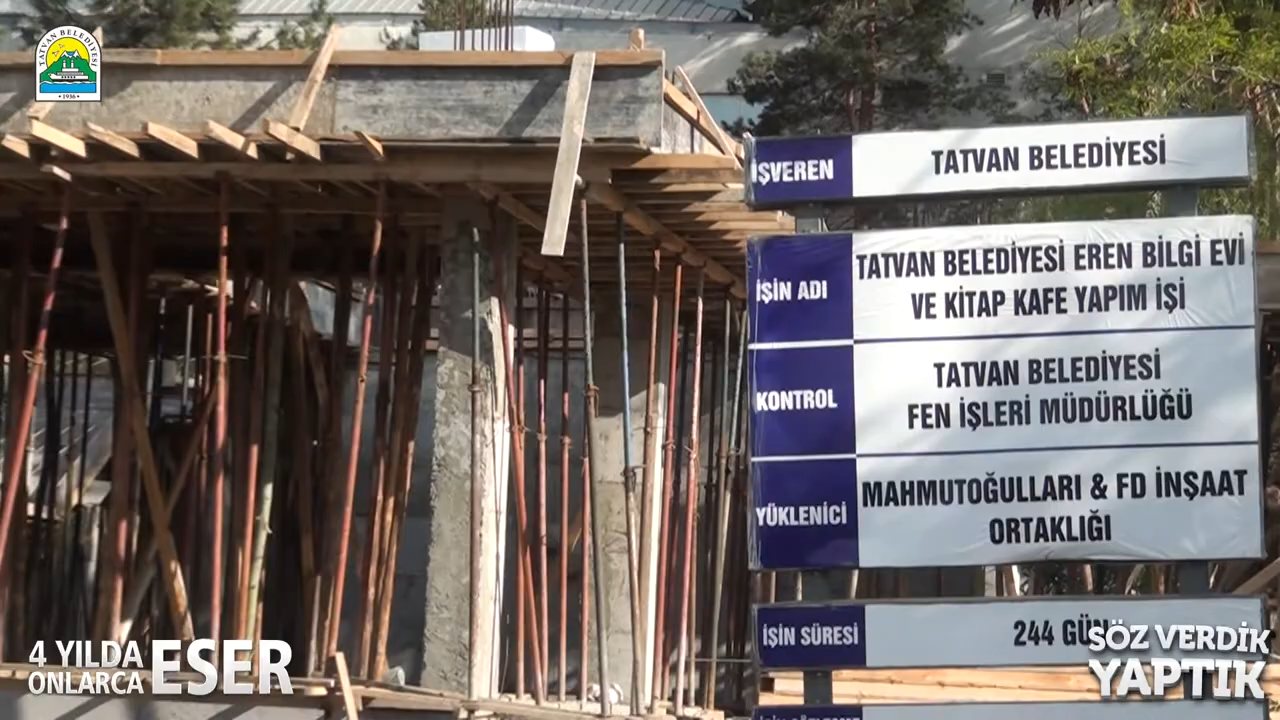 TATVAN BELEDİYESİ
• 1936 •
İŞVEREN
TATVAN BELEDİYESİ
İŞİN ADI
TATVAN BELEDİYESİ EREN BİLGİ EVİ
VE KİTAP KAFE YAPIM İŞİ
KONTROL
TATVAN BELEDİYESİ
FEN İŞLERİ MÜDÜRLÜĞÜ
YÜKLENİCİ
MAHMUTOĞULLARI & FD İNŞAAT
ORTAKLIĞI
İŞİN SÜRESİ
244 GÜN
4 YILDA
ONLARCA ESER
SÖZ VERDİK
YAPTIK